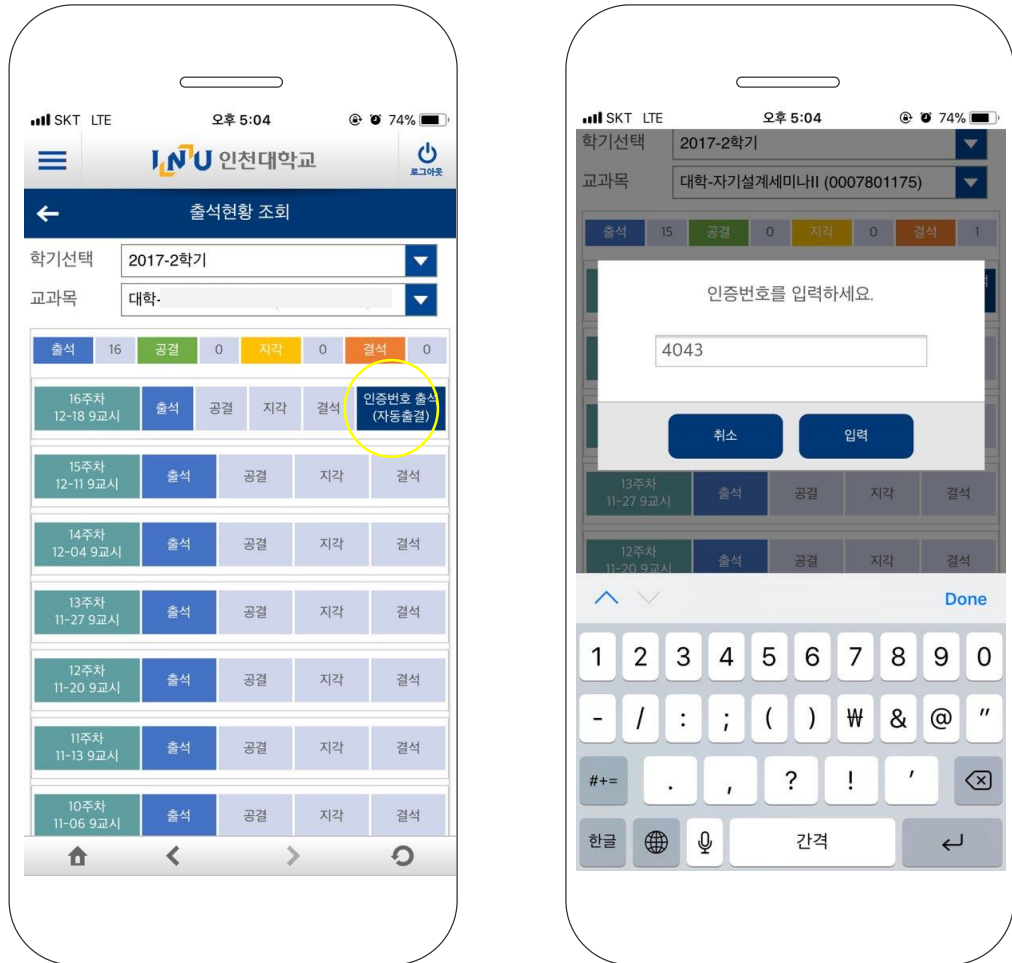 SKT LTE 오후 5:04 74%
INU 인천대학교 로그아웃
출석현황 조회
학기선택 2017-2학기
교과목 대학-
출석 16 공결 0 지각 0 결석 0
16주차
12-18 9교시 출석 공결 지각 결석 인증번호 출석
(자동출결)
15주차
12-11 9교시 출석 공결 지각 결석
14주차
12-04 9교시 출석 공결 지각 결석
13주차
11-27 9교시 출석 공결 지각 결석
12주차
11-20 9교시 출석 공결 지각 결석
11주차
11-13 9교시 출석 공결 지각 결석
10주차
11-06 9교시 출석 공결 지각 결석
SKT LTE 오후 5:04 74%
학기선택 2017-2학기
교과목 대학-자기설계세미나II (0007801175)
출석 15 공결 0 지각 0 결석 1
인증번호를 입력하세요.
4043
취소 입력
13주차
11-27 9교시 출석 공결 지각 결석
12주차
11-20 9교시 출석 공결 지각 결석
Done
1 2 3 4 5 6 7 8 9 0
- / : ; ( ) ₩ & @ "
#+= . , ? ! '
한글 간격